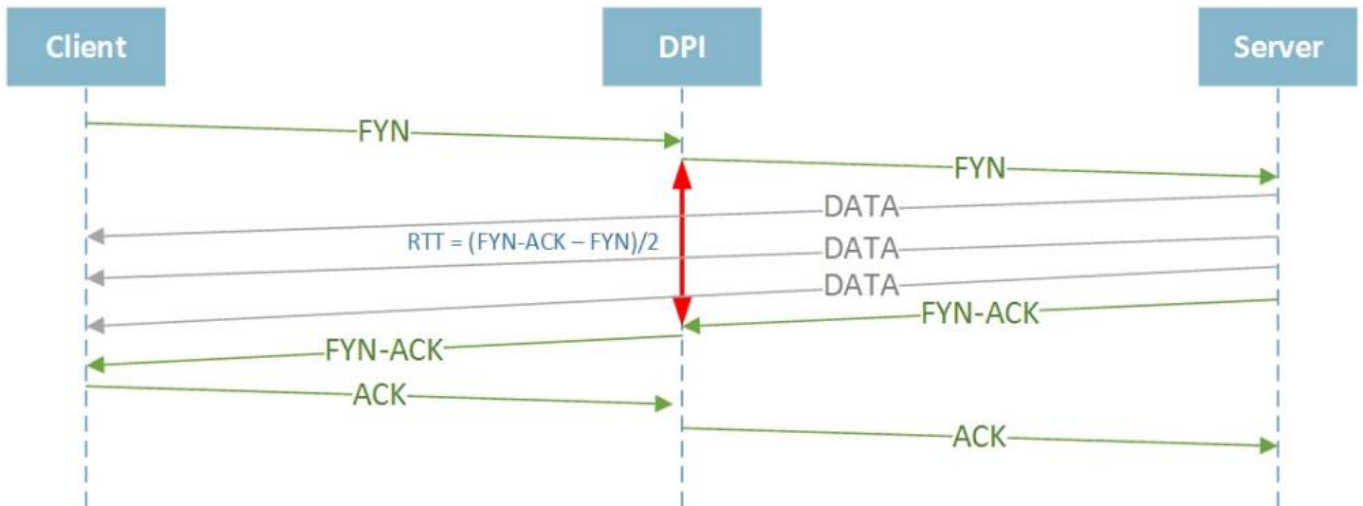 Client
DPI
Server
FYN
FYN
DATA
RTT = (FYN-ACK – FYN)/2
DATA
DATA
FYN-ACK
FYN-ACK
ACK
ACK